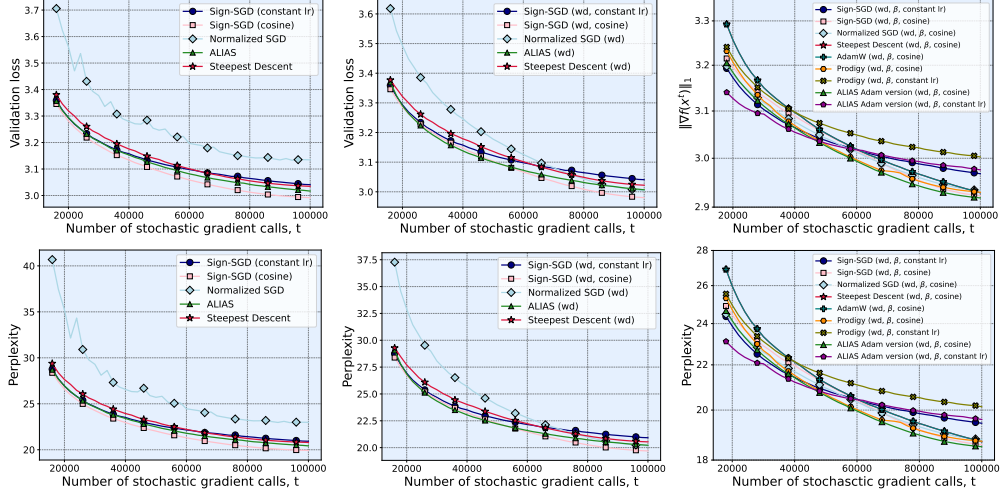 Validation loss
3.7
3.6
3.5
3.4
3.3
3.2
3.1
3.0
Sign-SGD (constant lr)
Sign-SGD (cosine)
Normalized SGD
ALIAS
Steepest Descent
20000 40000 60000 80000 100000
Number of stochastic gradient calls, t
Validation loss
3.6
3.5
3.4
3.3
3.2
3.1
3.0
Sign-SGD (wd, constant lr)
Sign-SGD (wd, cosine)
Normalized SGD (wd)
ALIAS (wd)
Steepest Descent (wd)
20000 40000 60000 80000 100000
Number of stochastic gradient calls, t
‖∇f(xᵗ)‖₁
3.3
3.2
3.1
3.0
2.9
Sign-SGD (wd, β, constant lr)
Sign-SGD (wd, β, cosine)
Normalized SGD (wd, β, cosine)
Steepest Descent (wd, β, cosine)
AdamW (wd, β, cosine)
Prodigy (wd, β, cosine)
Prodigy (wd, β, constant lr)
ALIAS Adam version (wd, β, cosine)
ALIAS Adam version (wd, β, constant lr)
20000 40000 60000 80000 100000
Number of stochastic gradient calls, t
Perplexity
40
35
30
25
20
Sign-SGD (constant lr)
Sign-SGD (cosine)
Normalized SGD
ALIAS
Steepest Descent
20000 40000 60000 80000 100000
Number of stochastic gradient calls, t
Perplexity
37.5
35.0
32.5
30.0
27.5
25.0
22.5
20.0
Sign-SGD (wd, constant lr)
Sign-SGD (wd, cosine)
Normalized SGD (wd)
ALIAS (wd)
Steepest Descent (wd)
20000 40000 60000 80000 100000
Number of stochastic gradient calls, t
Perplexity
28
26
24
22
20
18
Sign-SGD (wd, β, constant lr)
Sign-SGD (wd, β, cosine)
Normalized SGD (wd, β, cosine)
Steepest Descent (wd, β, cosine)
AdamW (wd, β, cosine)
Prodigy (wd, β, cosine)
Prodigy (wd, β, constant lr)
ALIAS Adam version (wd, β, cosine)
ALIAS Adam version (wd, β, constant lr)
20000 40000 60000 80000 100000
Number of stochastic gradient calls, t